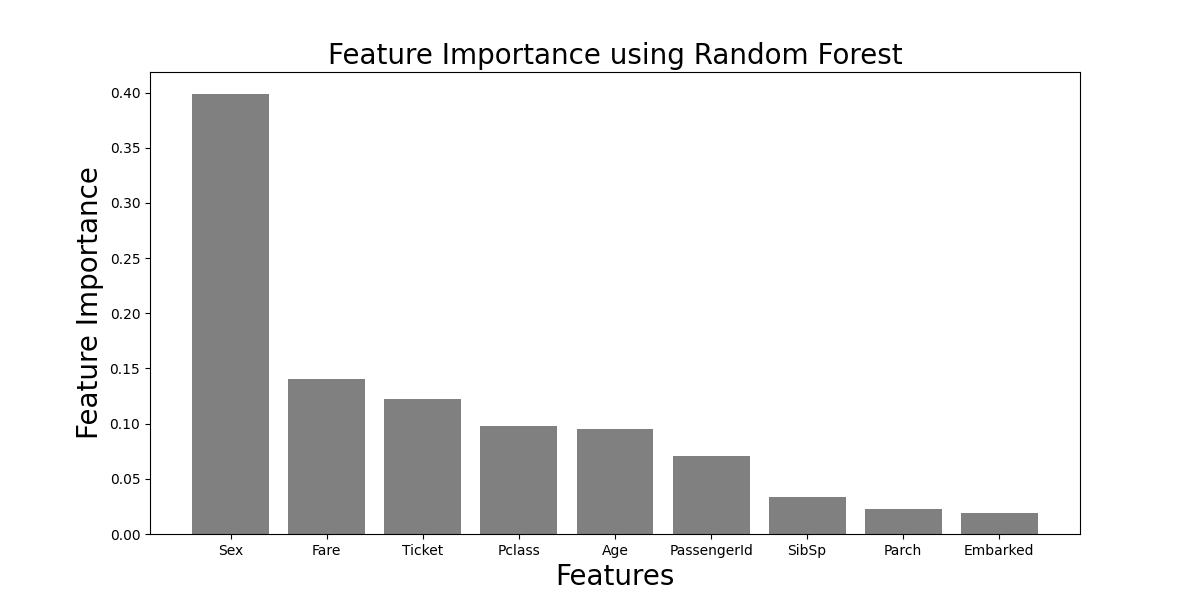 Feature Importance using Random Forest
Feature Importance
0.40
0.35
0.30
0.25
0.20
0.15
0.10
0.05
0.00
Sex Fare Ticket Pclass Age PassengerId SibSp Parch Embarked
Features